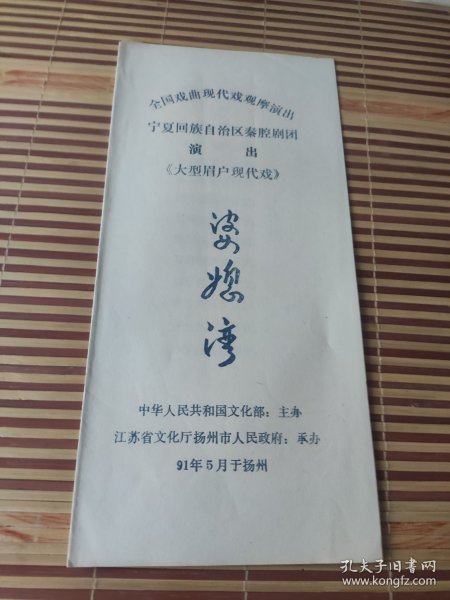 全国戏曲现代戏观摩演出
宁夏回族自治区秦腔剧团
演出
《大型眉户现代戏》
婆媳湾
中华人民共和国文化部：主办
江苏省文化厅扬州市人民政府：承办
91年5月于扬州
孔夫子旧书网
www.kongfz.com